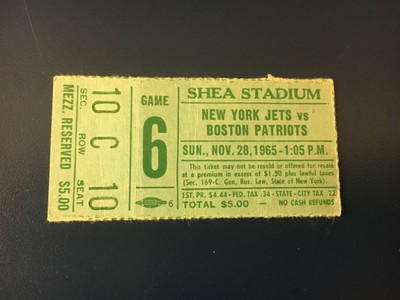 SHEA STADIUM
NEW YORK JETS vs
BOSTON PATRIOTS
SUN., NOV. 28, 1965 - 1:05 P.M.
This ticket may not be resold or offered for resale
at a premium in excess of $1.50 plus lawful taxes
(Sec. 169-C. Gen. Bus. Law, State of New York).
EST. PR. $4.44 - FED. TAX .34 STATE - CITY TAX .22
TOTAL $5.00 — NO CASH REFUNDS
GAME
6
6
SEC. ROW SEAT
10 C 10
MEZZ. RESERVED $5.00